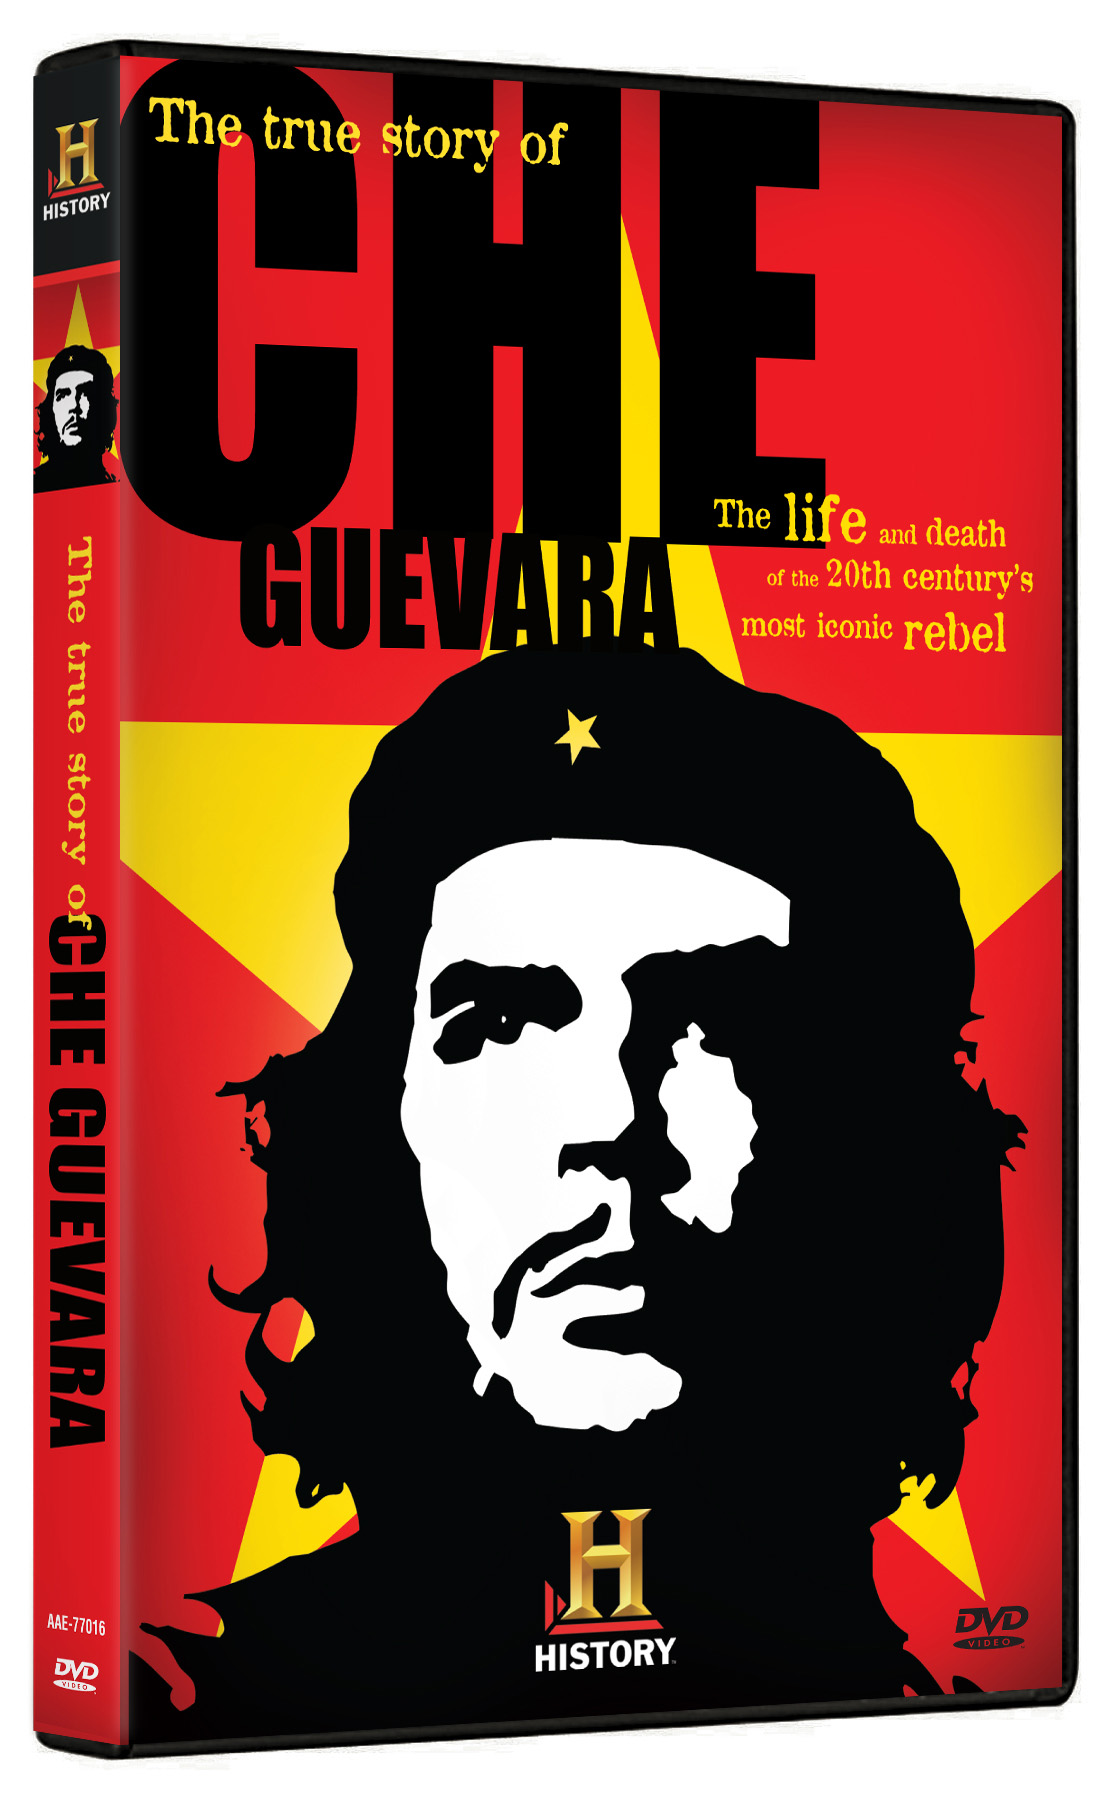 The true story of
CHE
GUEVARA
The life and death
of the 20th century's
most iconic rebel
H
HISTORY
DVD
VIDEO
H
HISTORY
The true story of
CHE GUEVARA
AAE-77016
DVD
VIDEO